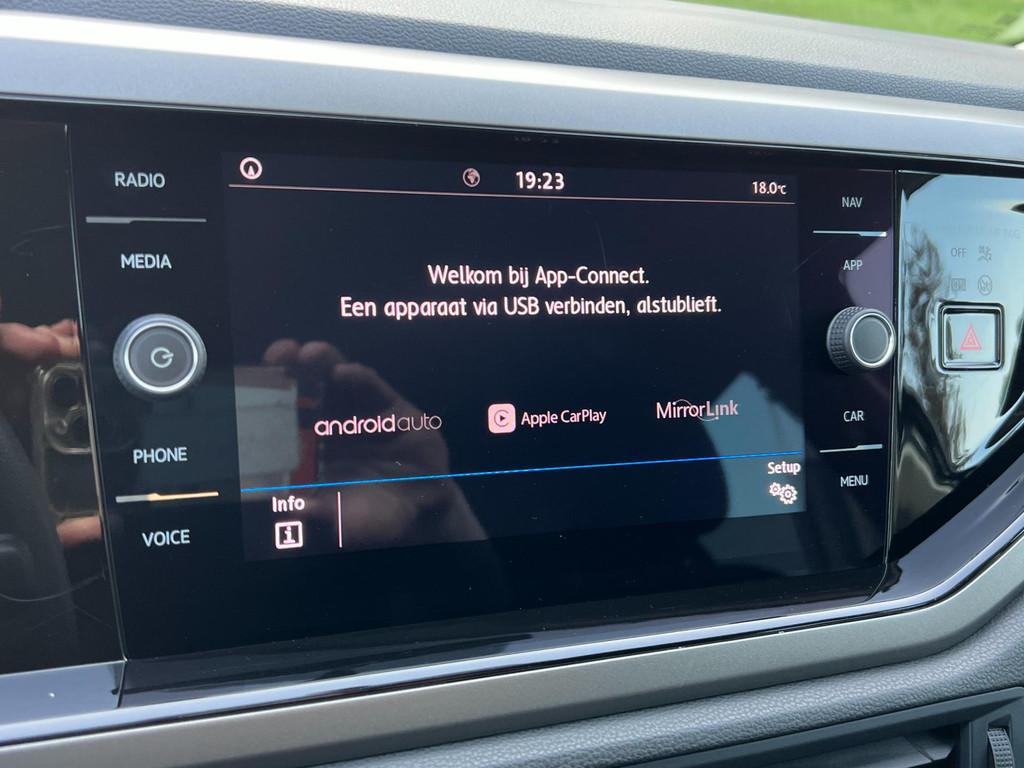 RADIO
MEDIA
PHONE
VOICE
19:23
18.0°C
Welkom bij App-Connect.
Een apparaat via USB verbinden, alstublieft.
androidauto
Apple CarPlay
MirrorLink
Info
Setup
NAV
APP
CAR
MENU
OFF